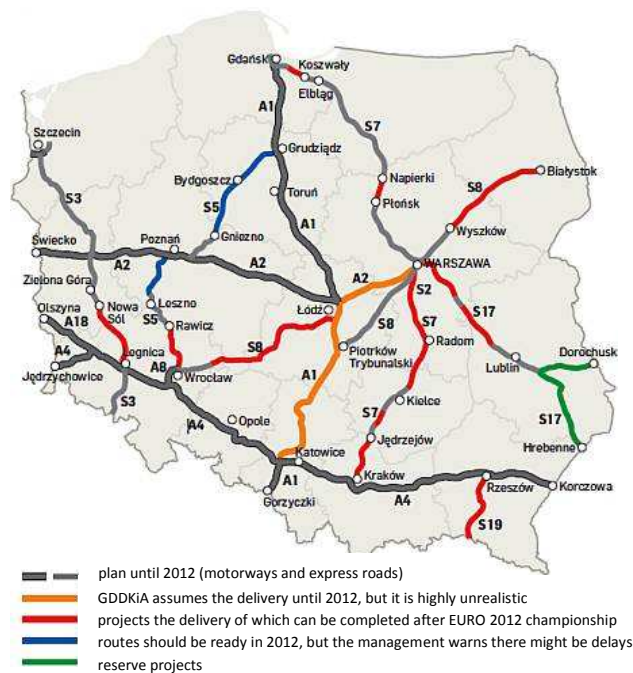 Gdańsk
Koszwały
Elbląg
A1
S7
Szczecin
Grudziądz
Bydgoszcz
Napierki
Białystok
S3
S5
Toruń
Płońsk
S8
Gniezno
A1
Wyszków
Świecko
Poznań
A2
A2
WARSZAWA
Zielona Góra
A2
S2
Olszyna
Nowa Sól
Leszno
Łódź
S17
A18
S5
Rawicz
S8
S7
A4
S8
Piotrków Trybunalski
Radom
Dorochusk
Jędrzychowice
Legnica
A8
Wrocław
A1
Lublin
S3
S7
Kielce
S17
A4
Opole
Jędrzejów
Hrebenne
Katowice
A1
Kraków
Rzeszów
Gorzyczki
A4
Korczowa
S19
plan until 2012 (motorways and express roads)
GDDKiA assumes the delivery until 2012, but it is highly unrealistic
projects the delivery of which can be completed after EURO 2012 championship
routes should be ready in 2012, but the management warns there might be delays
reserve projects